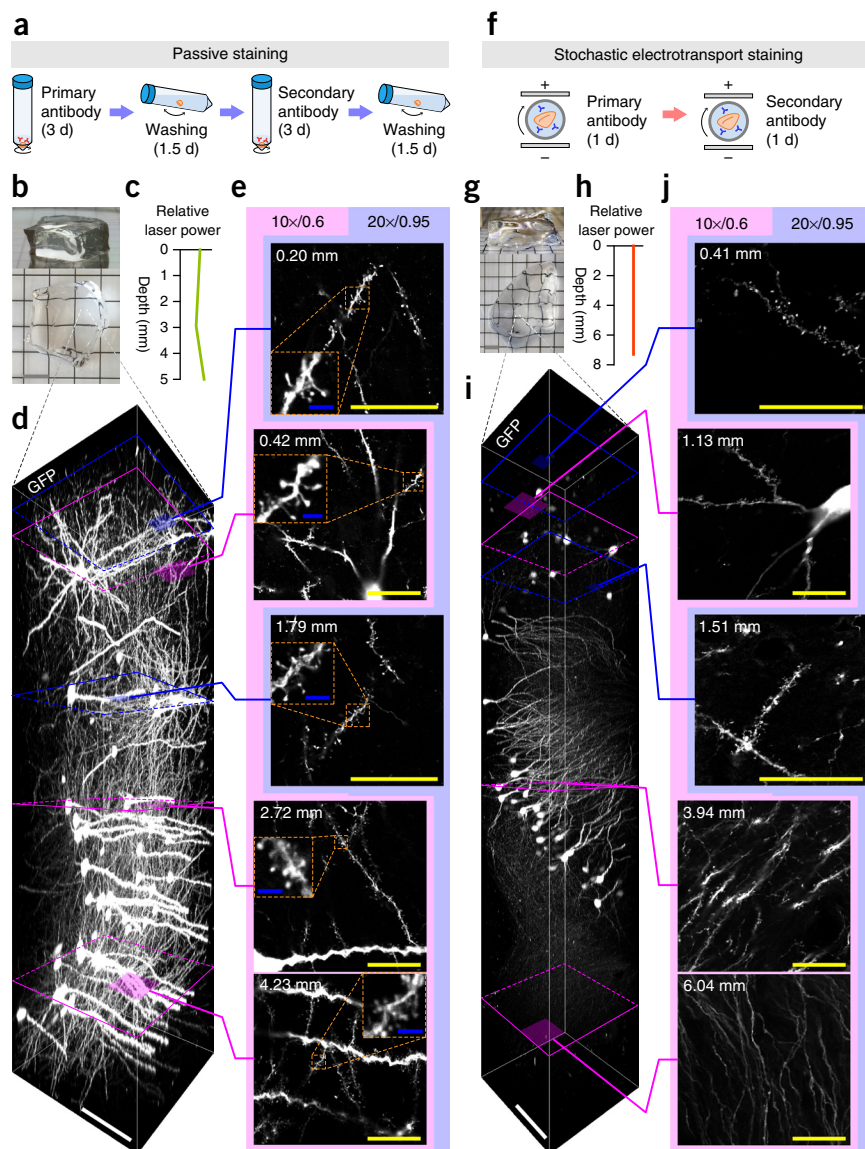 a
Passive staining
Primary
antibody
(3 d)
Washing
(1.5 d)
Secondary
antibody
(3 d)
Washing
(1.5 d)
f
Stochastic electrotransport staining
+
−
Primary
antibody
(1 d)
+
−
Secondary
antibody
(1 d)
b
c
Relative
laser power
Depth (mm)
0
1
2
3
4
5
d
GFP
e
10×/0.6
20×/0.95
0.20 mm
0.42 mm
1.79 mm
2.72 mm
4.23 mm
g
h
Relative
laser power
Depth (mm)
0
2
4
6
8
i
GFP
j
10×/0.6
20×/0.95
0.41 mm
1.13 mm
1.51 mm
3.94 mm
6.04 mm